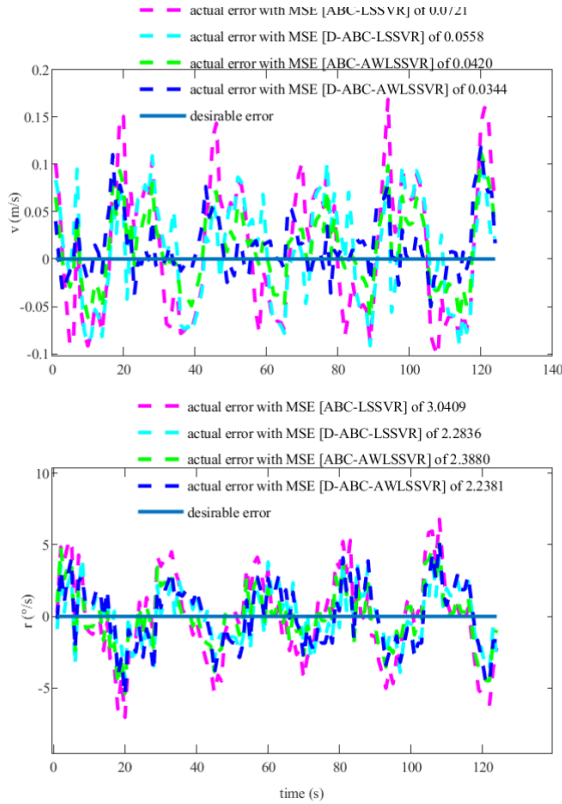 actual error with MSE [ABC-LSSVR] of 0.0721
actual error with MSE [D-ABC-LSSVR] of 0.0558
actual error with MSE [ABC-AWLSSVR] of 0.0420
actual error with MSE [D-ABC-AWLSSVR] of 0.0344
desirable error
0.2
0.15
0.1
0.05
0
-0.05
-0.1
v (m/s)
0 20 40 60 80 100 120 140
actual error with MSE [ABC-LSSVR] of 3.0409
actual error with MSE [D-ABC-LSSVR] of 2.2836
actual error with MSE [ABC-AWLSSVR] of 2.3880
actual error with MSE [D-ABC-AWLSSVR] of 2.2381
desirable error
10
5
0
-5
r (°/s)
0 20 40 60 80 100 120
time (s)